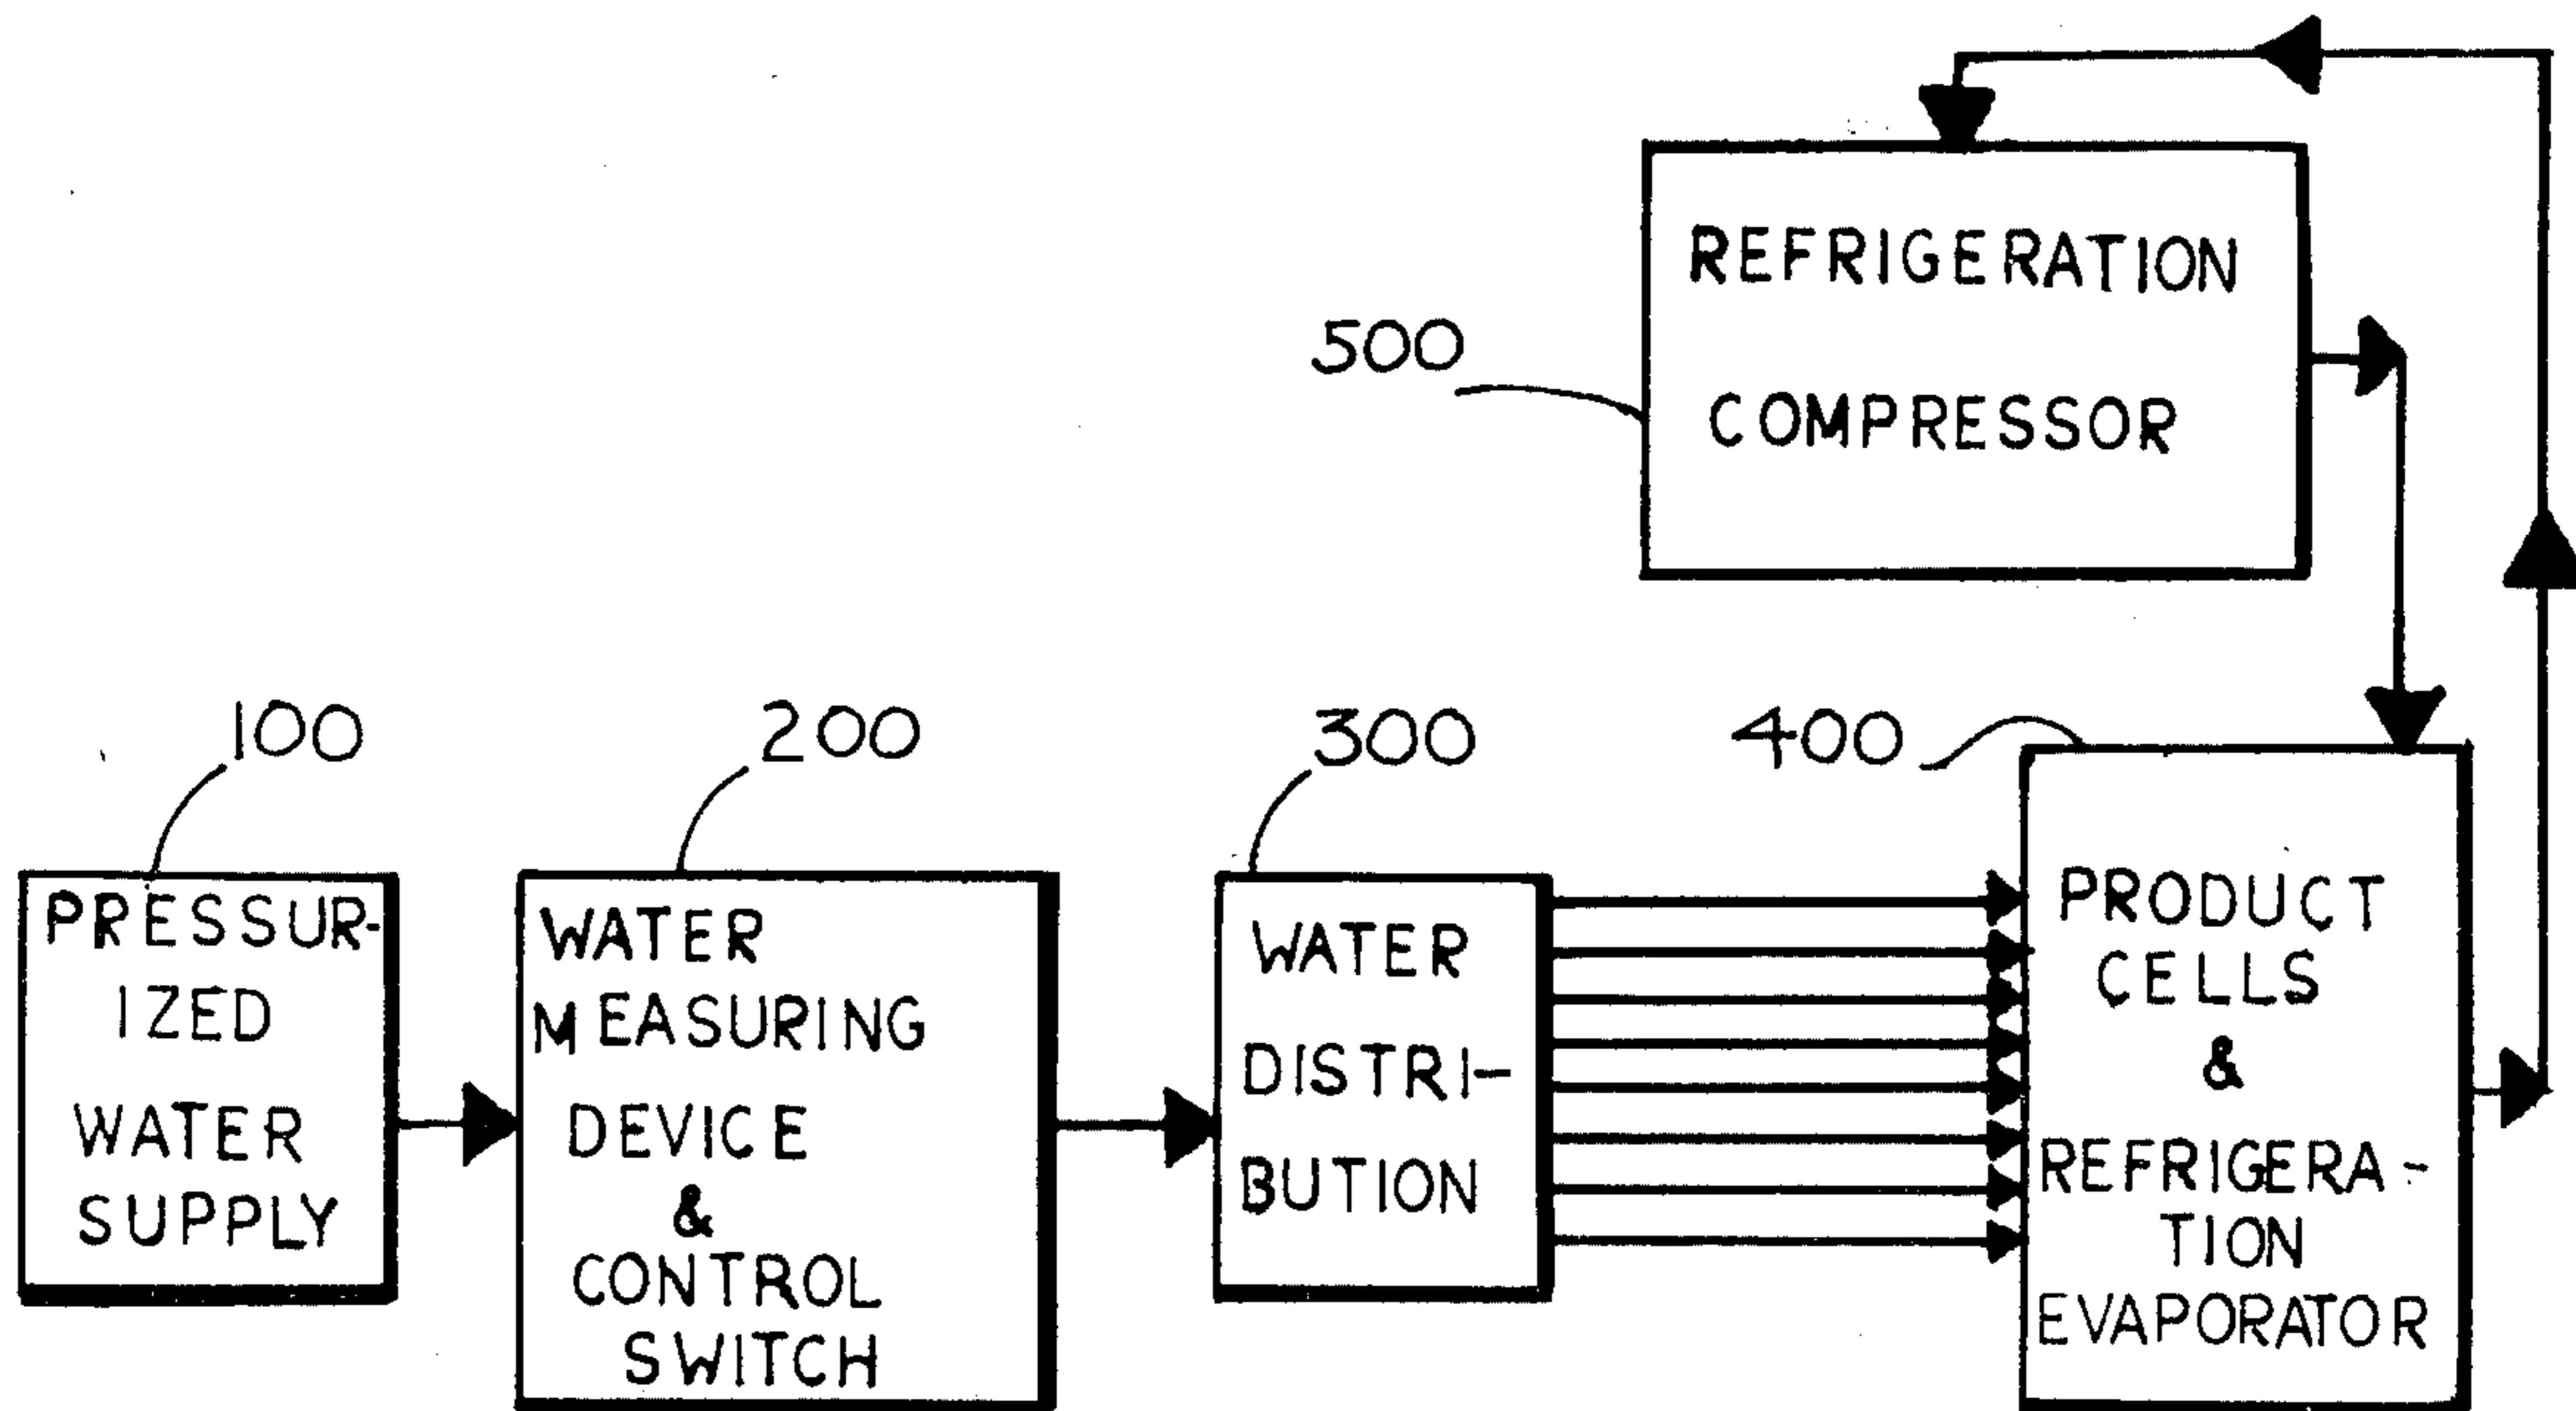 REFRIGERATION
COMPRESSOR
500
100
200
300
400
PRESSUR-
IZED
WATER
SUPPLY
WATER
MEASURING
DEVICE
&
CONTROL
SWITCH
WATER
DISTRI-
BUTION
PRODUCT
CELLS
&
REFRIGERA-
TION
EVAPORATOR